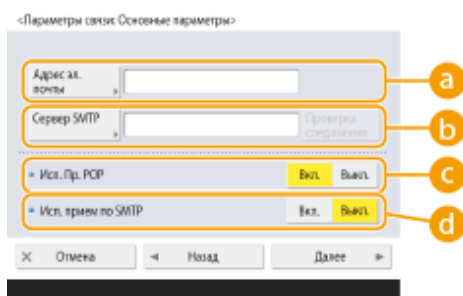 <Параметры связи: Основные параметры>
Адрес эл.
почты
a
Сервер SMTP
Проверка
соединения
b
Исп. Пр. POP
Вкл.
Выкл.
c
Исп. прием по SMTP
Вкл.
Выкл.
d
Отмена
Назад
Далее